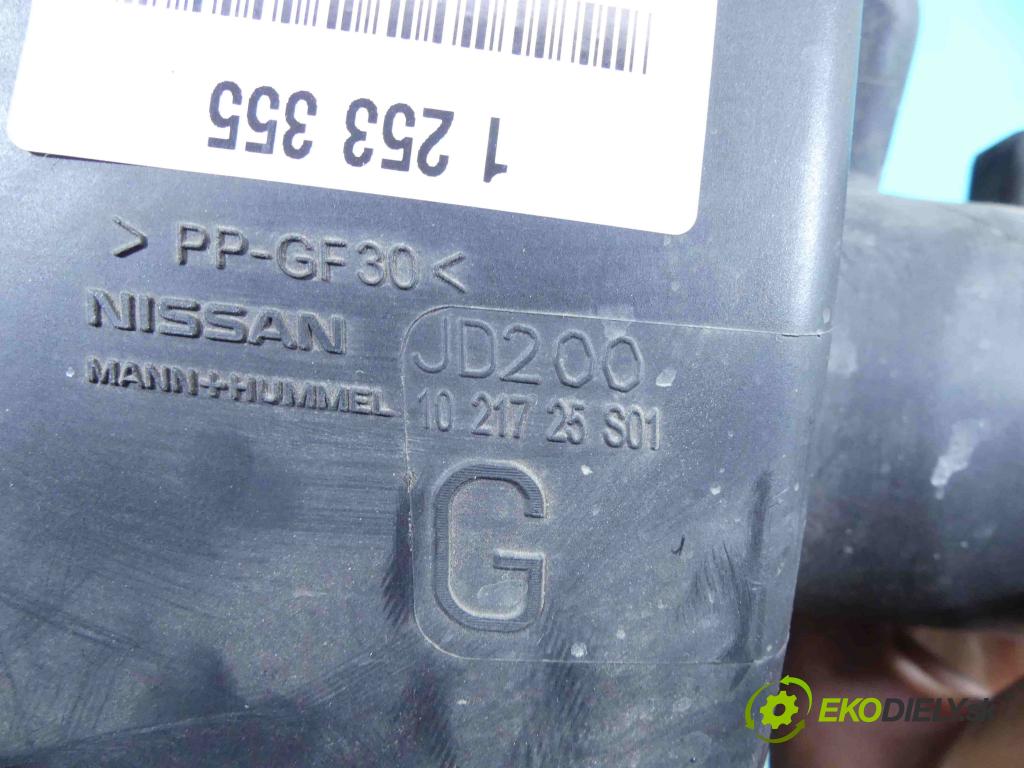 1 253 355
> PP-GF30 <
NISSAN
MANN+HUMMEL
JD200
10 217 25 S01
G
EKODIELY.sk